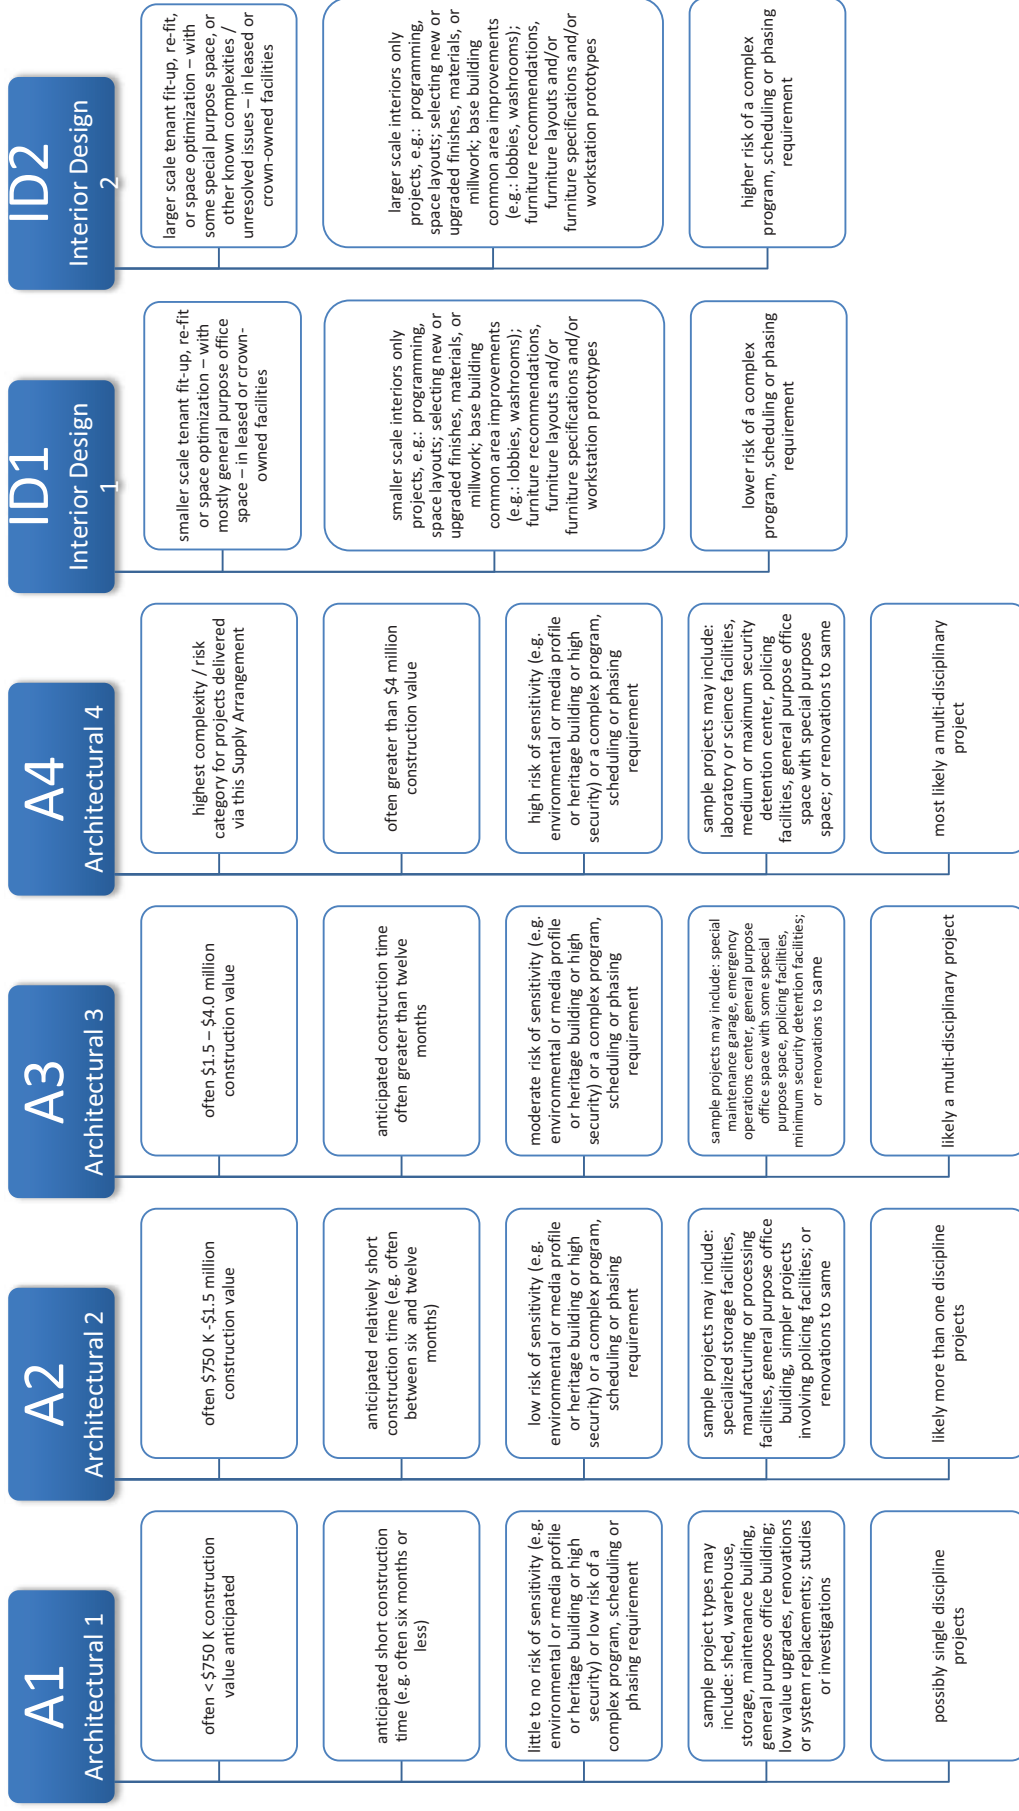 A1
Architectural 1
often < $750 K construction
value anticipated
anticipated short construction
time (e.g. often six months or
less)
little to no risk of sensitivity (e.g.
environmental or media profile
or heritage building or high
security) or low risk of a
complex program, scheduling or
phasing requirement
sample project types may
include: shed, warehouse,
storage, maintenance building,
general purpose office building;
low value upgrades, renovations
or system replacements; studies
or investigations
possibly single discipline
projects
A2
Architectural 2
often $750 K -$1.5 million
construction value
anticipated relatively short
construction time (e.g. often
between six and twelve
months)
low risk of sensitivity (e.g.
environmental or media profile
or heritage building or high
security) or a complex program,
scheduling or phasing
requirement
sample projects may include:
specialized storage facilities,
manufacturing or processing
facilities, general purpose office
building, simpler projects
involving policing facilities; or
renovations to same
likely more than one discipline
projects
A3
Architectural 3
often $1.5 – $4.0 million
construction value
anticipated construction time
often greater than twelve
months
moderate risk of sensitivity (e.g.
environmental or media profile
or heritage building or high
security) or a complex program,
scheduling or phasing
requirement
sample projects may include: special
maintenance garage, emergency
operations center, general purpose
office space with some special
purpose space, policing facilities,
minimum security detention facilities;
or renovations to same
likely a multi-disciplinary project
A4
Architectural 4
highest complexity / risk
category for projects delivered
via this Supply Arrangement
often greater than $4 million
construction value
high risk of sensitivity (e.g.
environmental or media profile
or heritage building or high
security) or a complex program,
scheduling or phasing
requirement
sample projects may include:
laboratory or science facilities,
medium or maximum security
detention center, policing
facilities, general purpose office
space with special purpose
space; or renovations to same
most likely a multi-disciplinary
project
ID1
Interior Design
1
smaller scale tenant fit-up, re-fit
or space optimization – with
mostly general purpose office
space – in leased or crown-
owned facilities
smaller scale interiors only
projects, e.g.: programming,
space layouts; selecting new or
upgraded finishes, materials, or
millwork; base building
common area improvements
(e.g.: lobbies, washrooms);
furniture recommendations,
furniture layouts and/or
furniture specifications and/or
workstation prototypes
lower risk of a complex
program, scheduling or phasing
requirement
ID2
Interior Design
2
larger scale tenant fit-up, re-fit,
or space optimization – with
some special purpose space, or
other known complexities /
unresolved issues – in leased or
crown-owned facilities
larger scale interiors only
projects, e.g.: programming,
space layouts; selecting new or
upgraded finishes, materials, or
millwork; base building
common area improvements
(e.g.: lobbies, washrooms);
furniture recommendations,
furniture layouts and/or
furniture specifications and/or
workstation prototypes
higher risk of a complex
program, scheduling or phasing
requirement